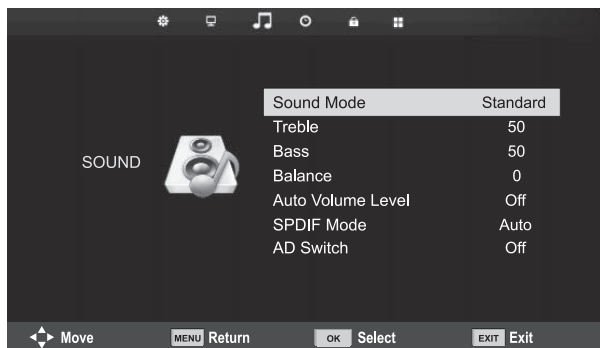 Sound Mode Standard
Treble 50
Bass 50
SOUND
Balance 0
Auto Volume Level Off
SPDIF Mode Auto
AD Switch Off
Move MENU Return OK Select EXIT Exit